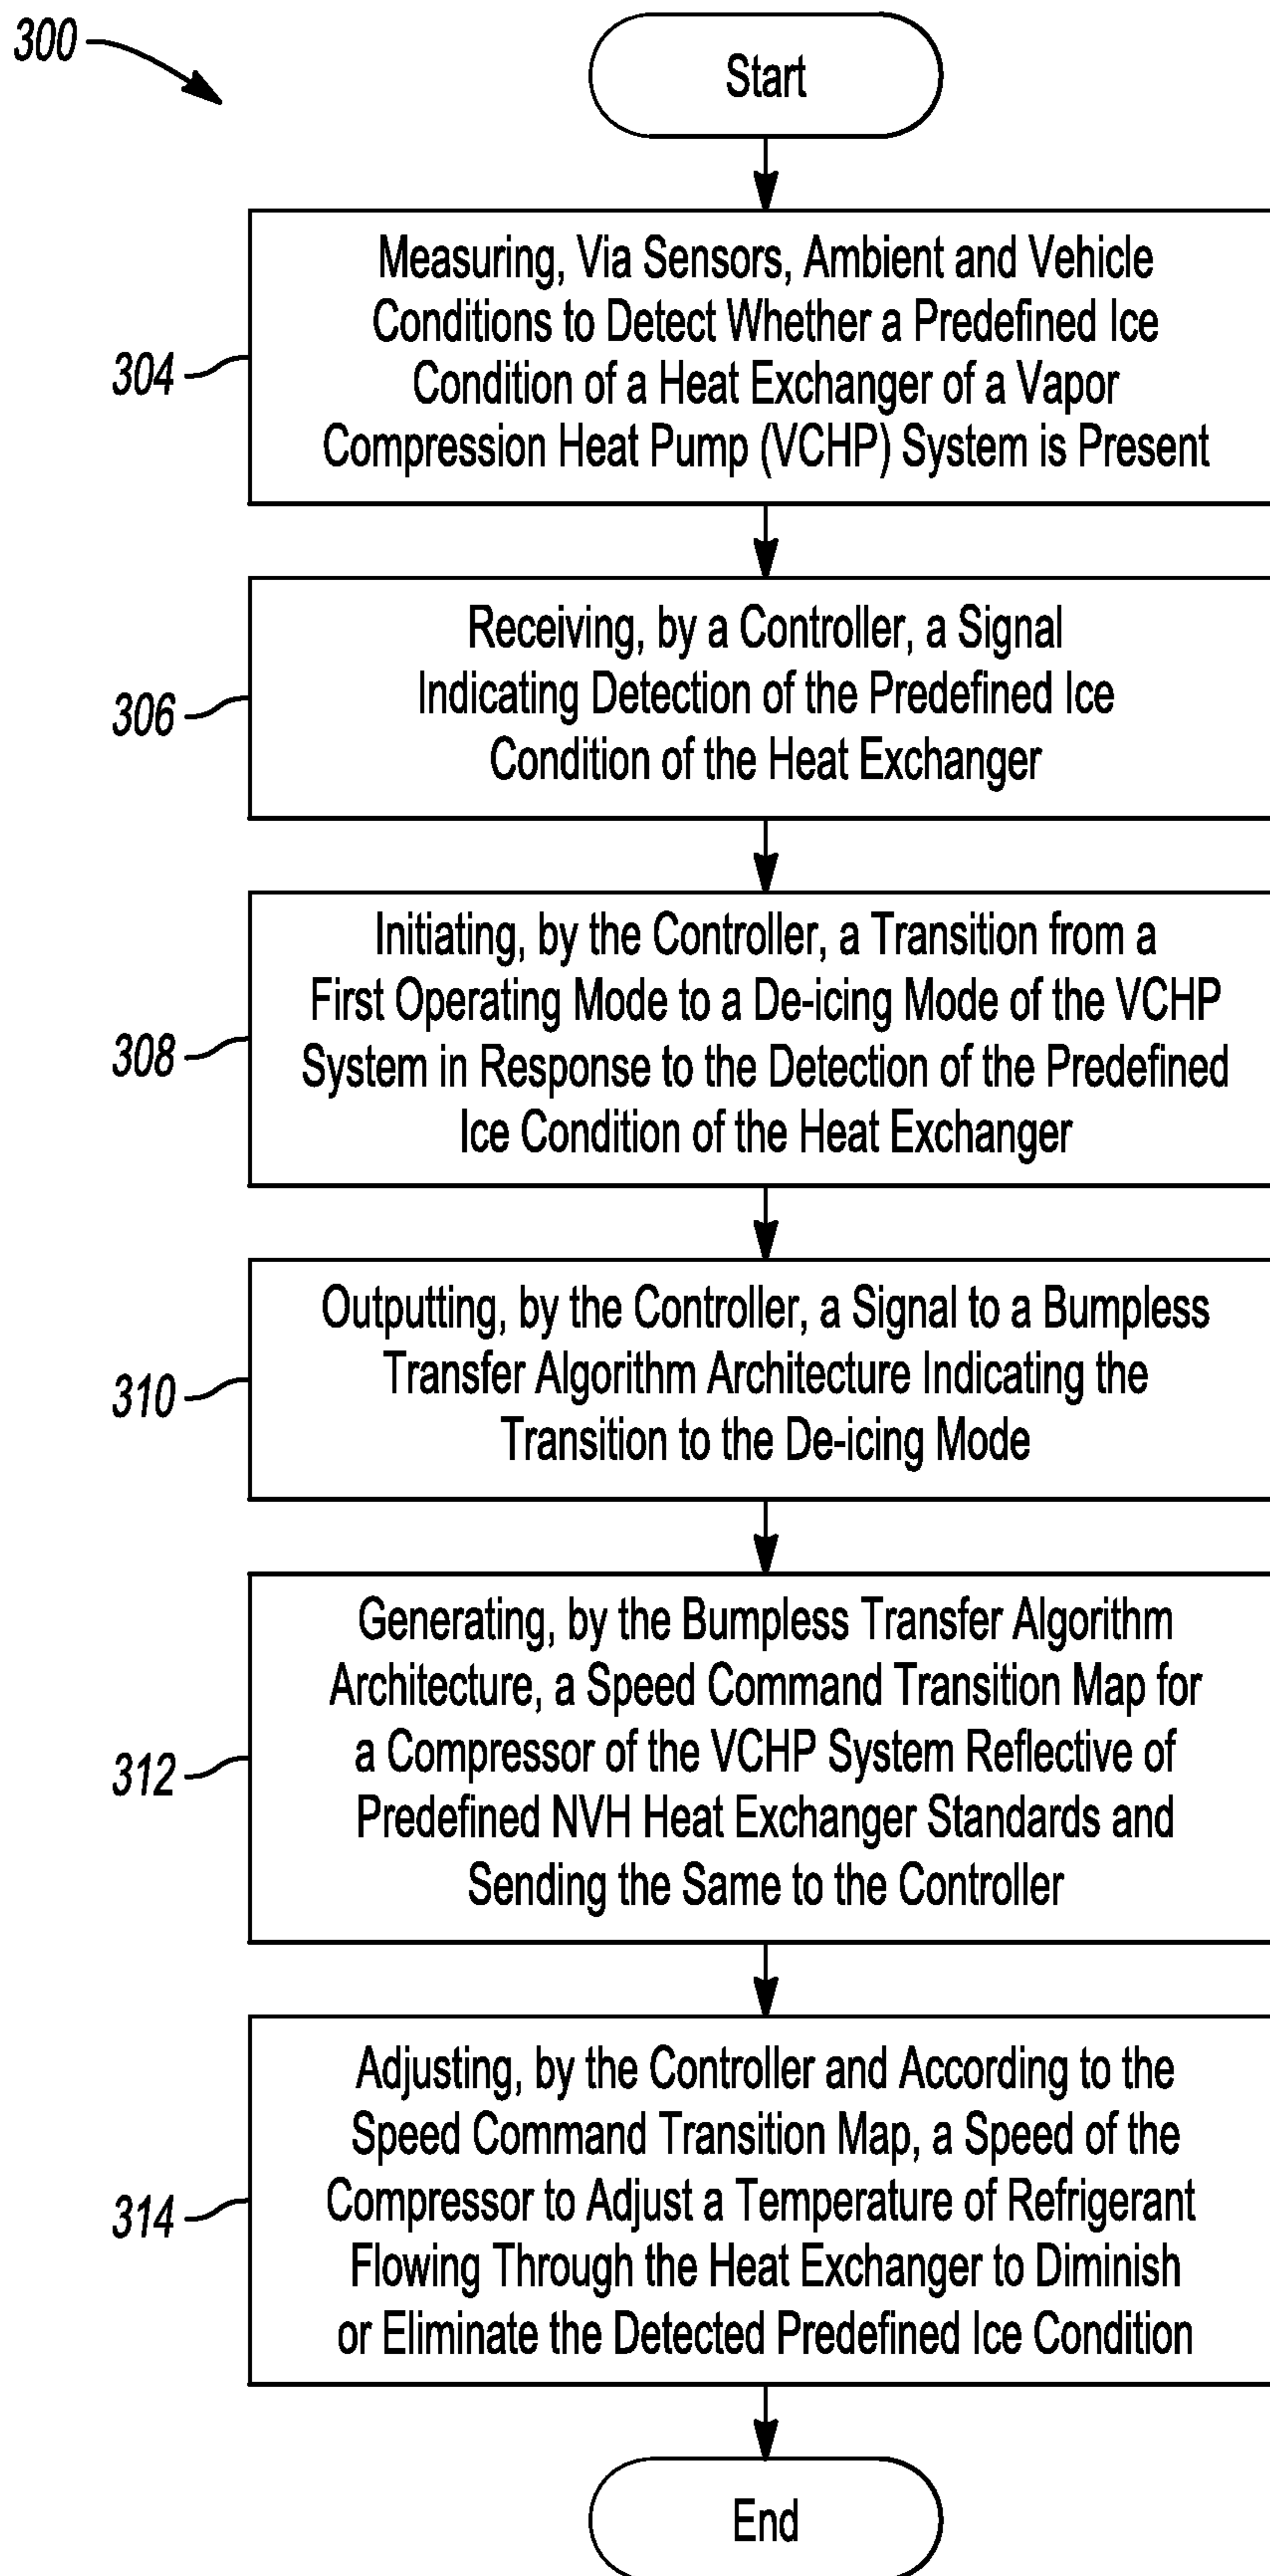 300
Start
Measuring, Via Sensors, Ambient and Vehicle
Conditions to Detect Whether a Predefined Ice
Condition of a Heat Exchanger of a Vapor
Compression Heat Pump (VCHP) System is Present
304
Receiving, by a Controller, a Signal
Indicating Detection of the Predefined Ice
Condition of the Heat Exchanger
306
Initiating, by the Controller, a Transition from a
First Operating Mode to a De-icing Mode of the VCHP
System in Response to the Detection of the Predefined
Ice Condition of the Heat Exchanger
308
Outputting, by the Controller, a Signal to a Bumpless
Transfer Algorithm Architecture Indicating the
Transition to the De-icing Mode
310
Generating, by the Bumpless Transfer Algorithm
Architecture, a Speed Command Transition Map for
a Compressor of the VCHP System Reflective of
Predefined NVH Heat Exchanger Standards and
Sending the Same to the Controller
312
Adjusting, by the Controller and According to the
Speed Command Transition Map, a Speed of the
Compressor to Adjust a Temperature of Refrigerant
Flowing Through the Heat Exchanger to Diminish
or Eliminate the Detected Predefined Ice Condition
314
End